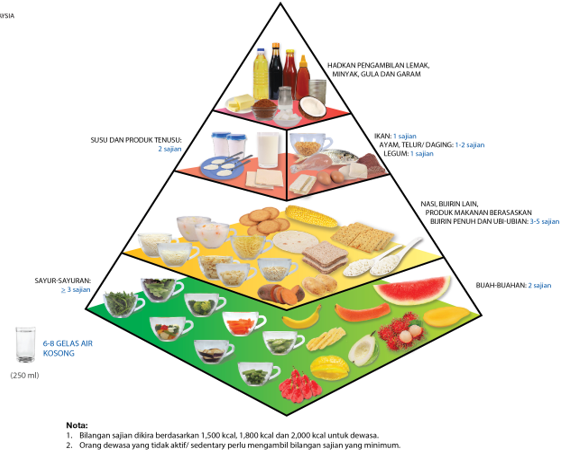 AYSIA
HADKAN PENGAMBILAN LEMAK,
MINYAK, GULA DAN GARAM
SUSU DAN PRODUK TENUSU:
2 sajian
IKAN: 1 sajian
AYAM, TELUR/ DAGING: 1-2 sajian
LEGUM: 1 sajian
NASI, BIJIRIN LAIN,
PRODUK MAKANAN BERASASKAN
BIJIRIN PENUH DAN UBI-UBIAN: 3-5 sajian
SAYUR-SAYURAN:
≥ 3 sajian
BUAH-BUAHAN: 2 sajian
6-8 GELAS AIR
KOSONG
(250 ml)
Nota:
1. Bilangan sajian dikira berdasarkan 1,500 kcal, 1,800 kcal dan 2,000 kcal untuk dewasa.
2. Orang dewasa yang tidak aktif/ sedentary perlu mengambil bilangan sajian yang minimum.